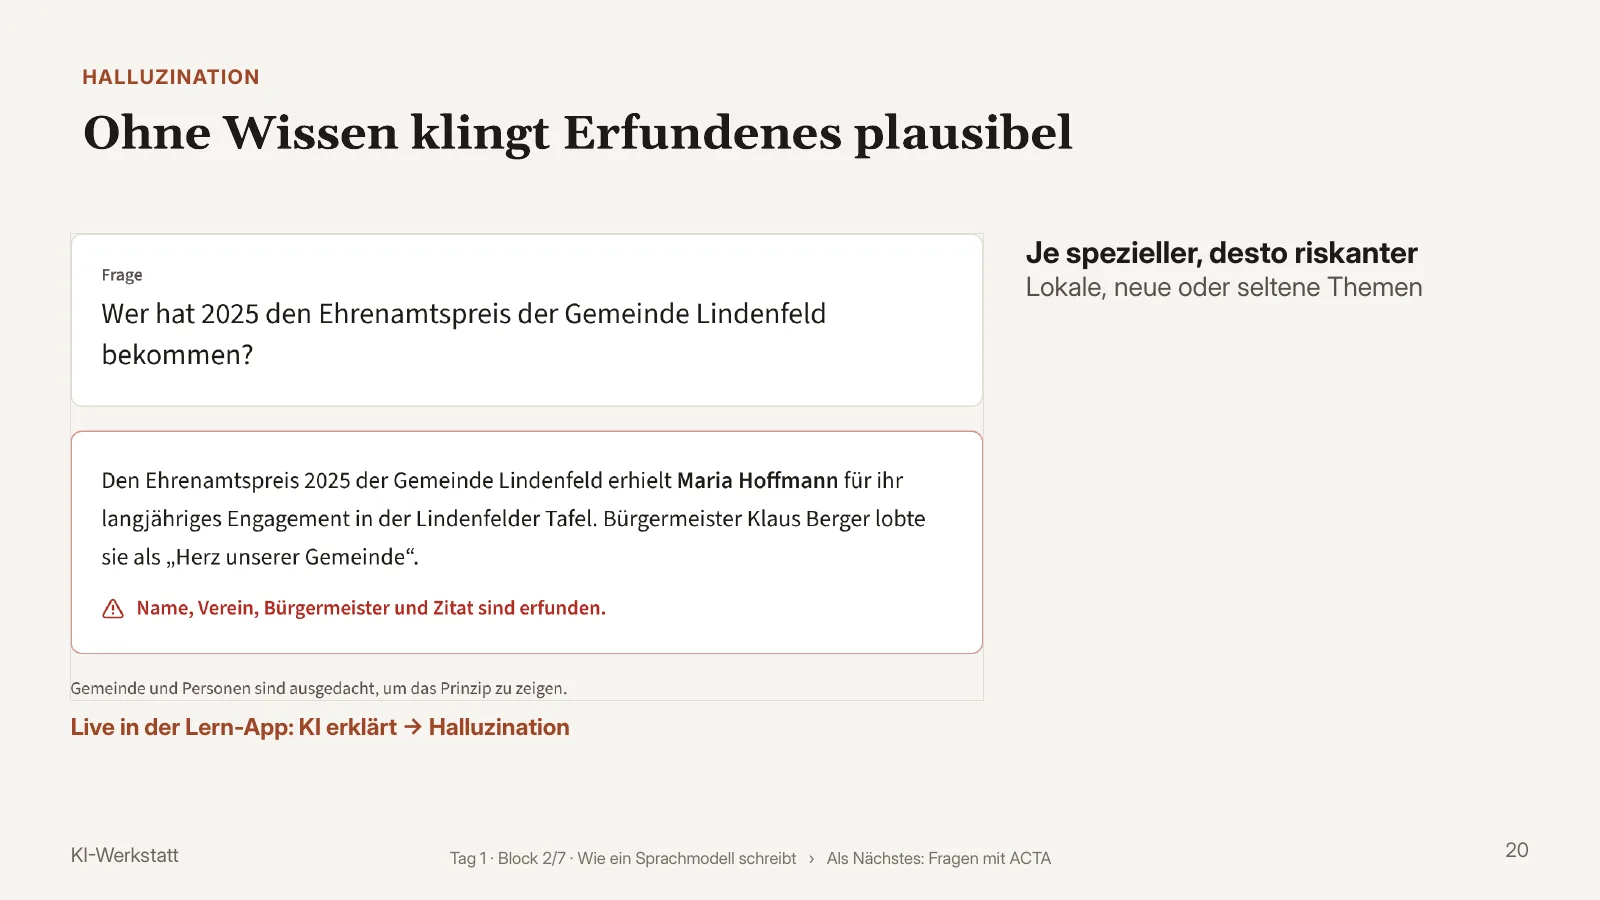 HALLUZINATION
Ohne Wissen klingt Erfundenes plausibel
Frage
Wer hat 2025 den Ehrenamtspreis der Gemeinde Lindenfeld
bekommen?
Den Ehrenamtspreis 2025 der Gemeinde Lindenfeld erhielt Maria Hoffmann für ihr
langjähriges Engagement in der Lindenfelder Tafel. Bürgermeister Klaus Berger lobte
sie als „Herz unserer Gemeinde“.
Name, Verein, Bürgermeister und Zitat sind erfunden.
Gemeinde und Personen sind ausgedacht, um das Prinzip zu zeigen.
Live in der Lern-App: KI erklärt → Halluzination
Je spezieller, desto riskanter
Lokale, neue oder seltene Themen
KI-Werkstatt
Tag 1 · Block 2/7 · Wie ein Sprachmodell schreibt › Als Nächstes: Fragen mit ACTA
20